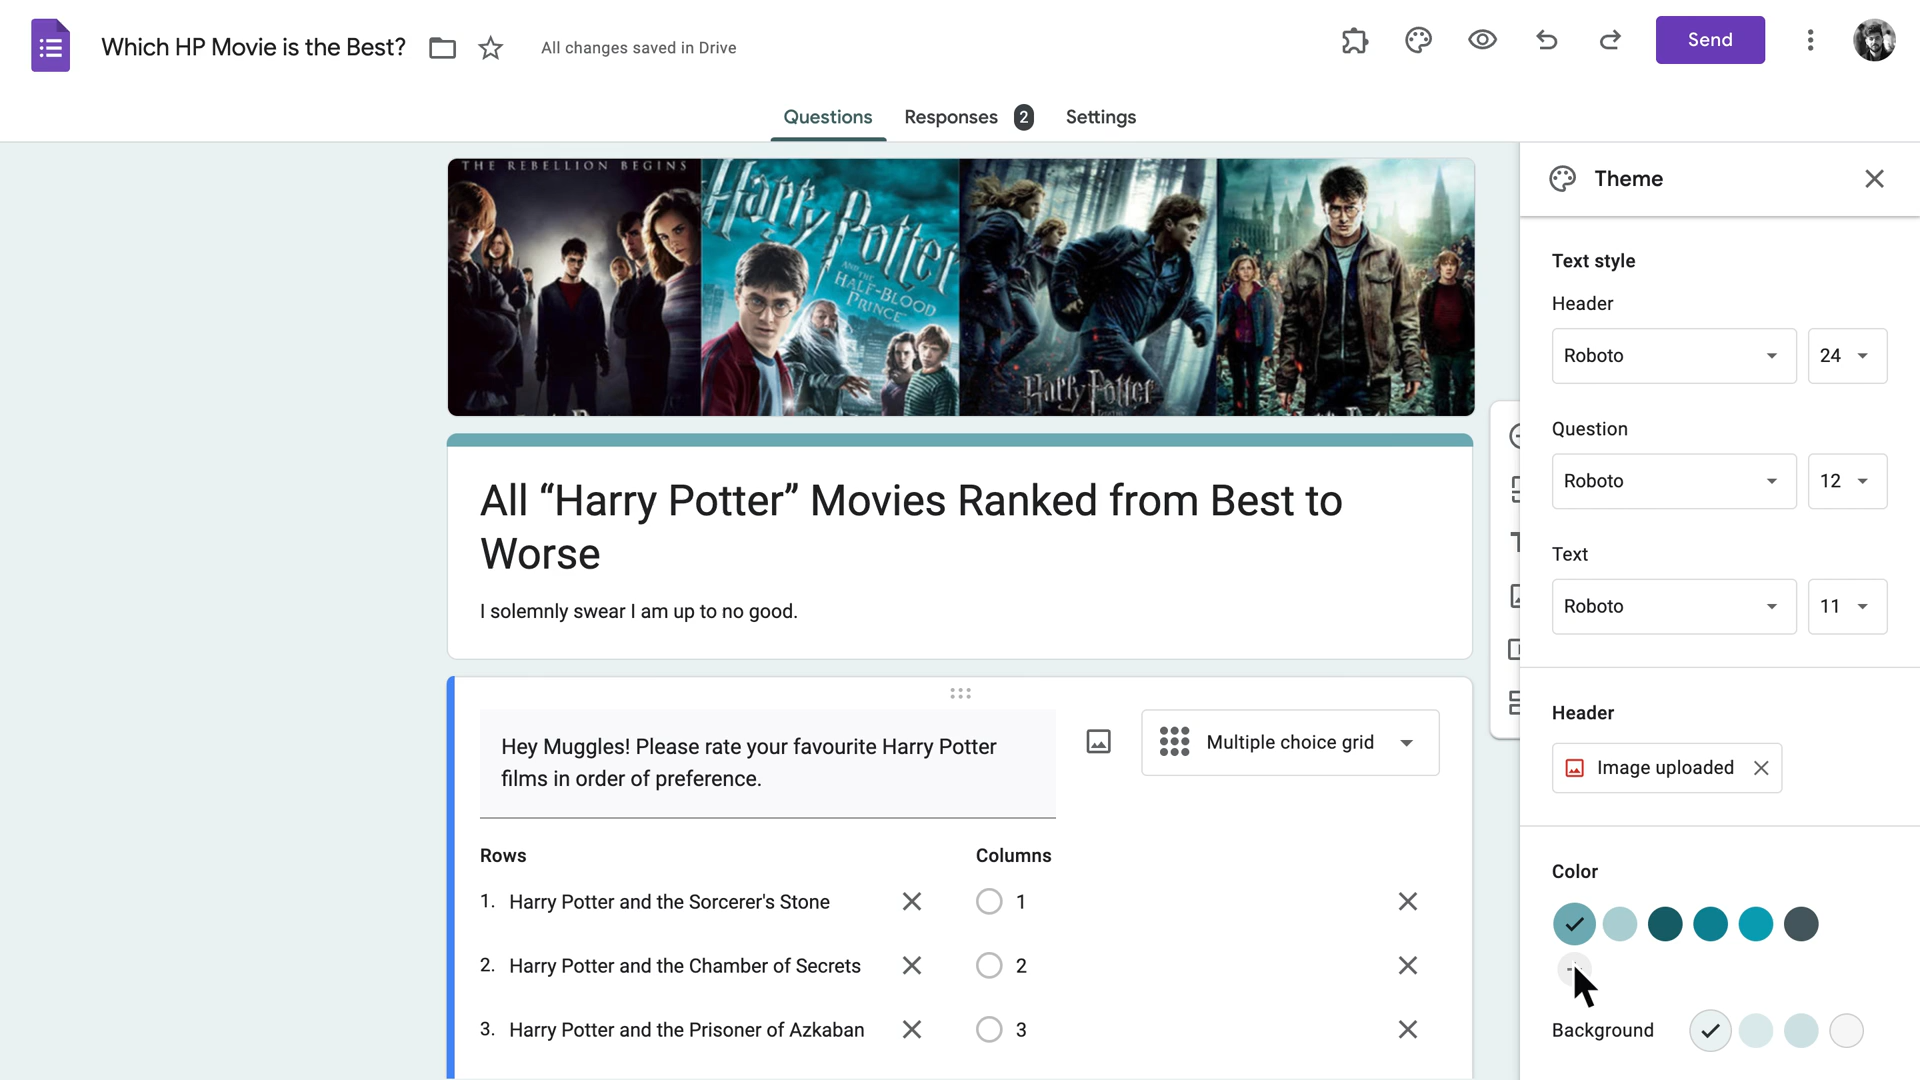 Which HP Movie is the Best?
All changes saved in Drive
Send
Questions
Responses 2
Settings
THE REBELLION BEGINS
Harry Potter
AND THE
HALF-BLOOD
PRINCE
Harry Potter
Theme
Text style
Header
Roboto 24
Question
Roboto 12
Text
Roboto 11
Header
Image uploaded
Color
Background
All “Harry Potter” Movies Ranked from Best to
Worse
I solemnly swear I am up to no good.
Hey Muggles! Please rate your favourite Harry Potter
films in order of preference.
Multiple choice grid
Rows
Columns
1. Harry Potter and the Sorcerer's Stone
1
2. Harry Potter and the Chamber of Secrets
2
3. Harry Potter and the Prisoner of Azkaban
3